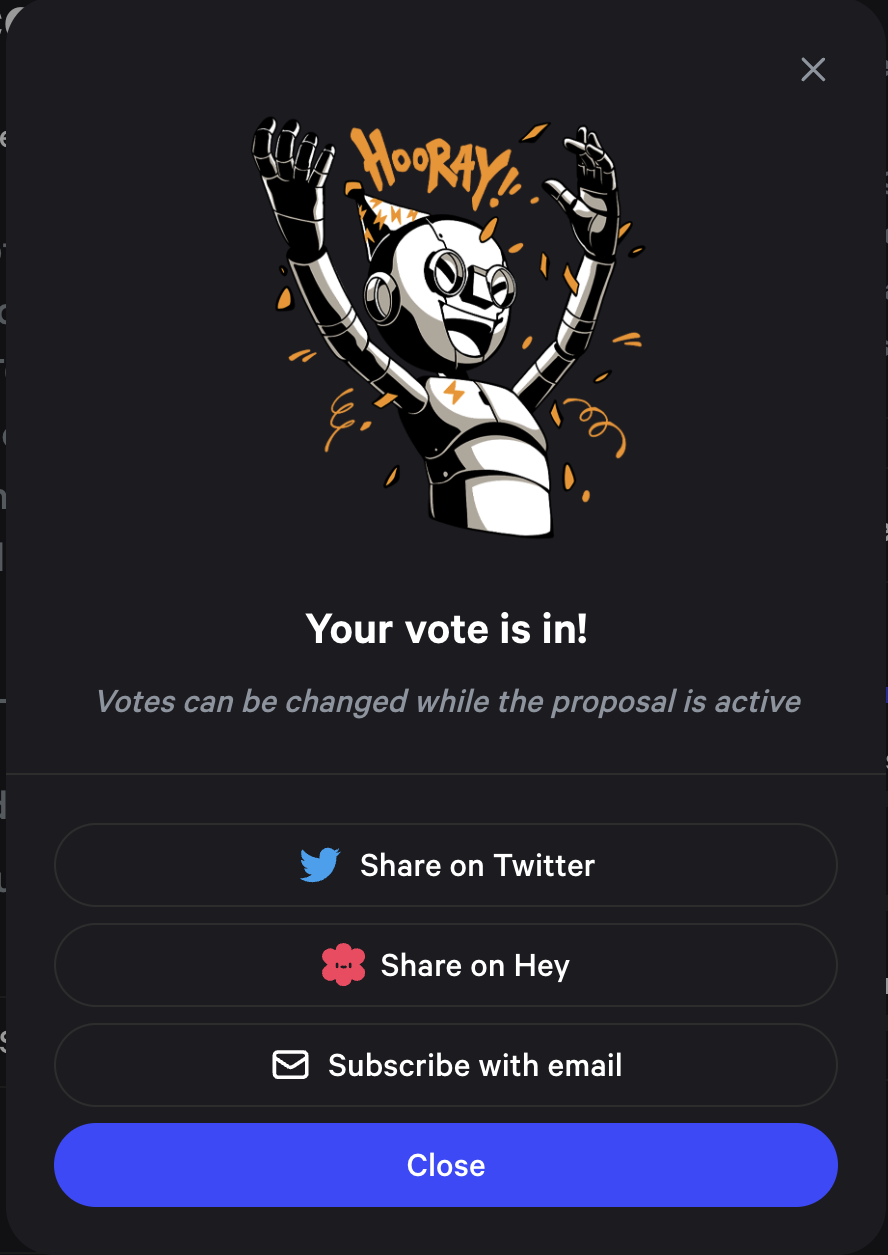 HOORAY!!
Your vote is in!
Votes can be changed while the proposal is active
Share on Twitter
Share on Hey
Subscribe with email
Close